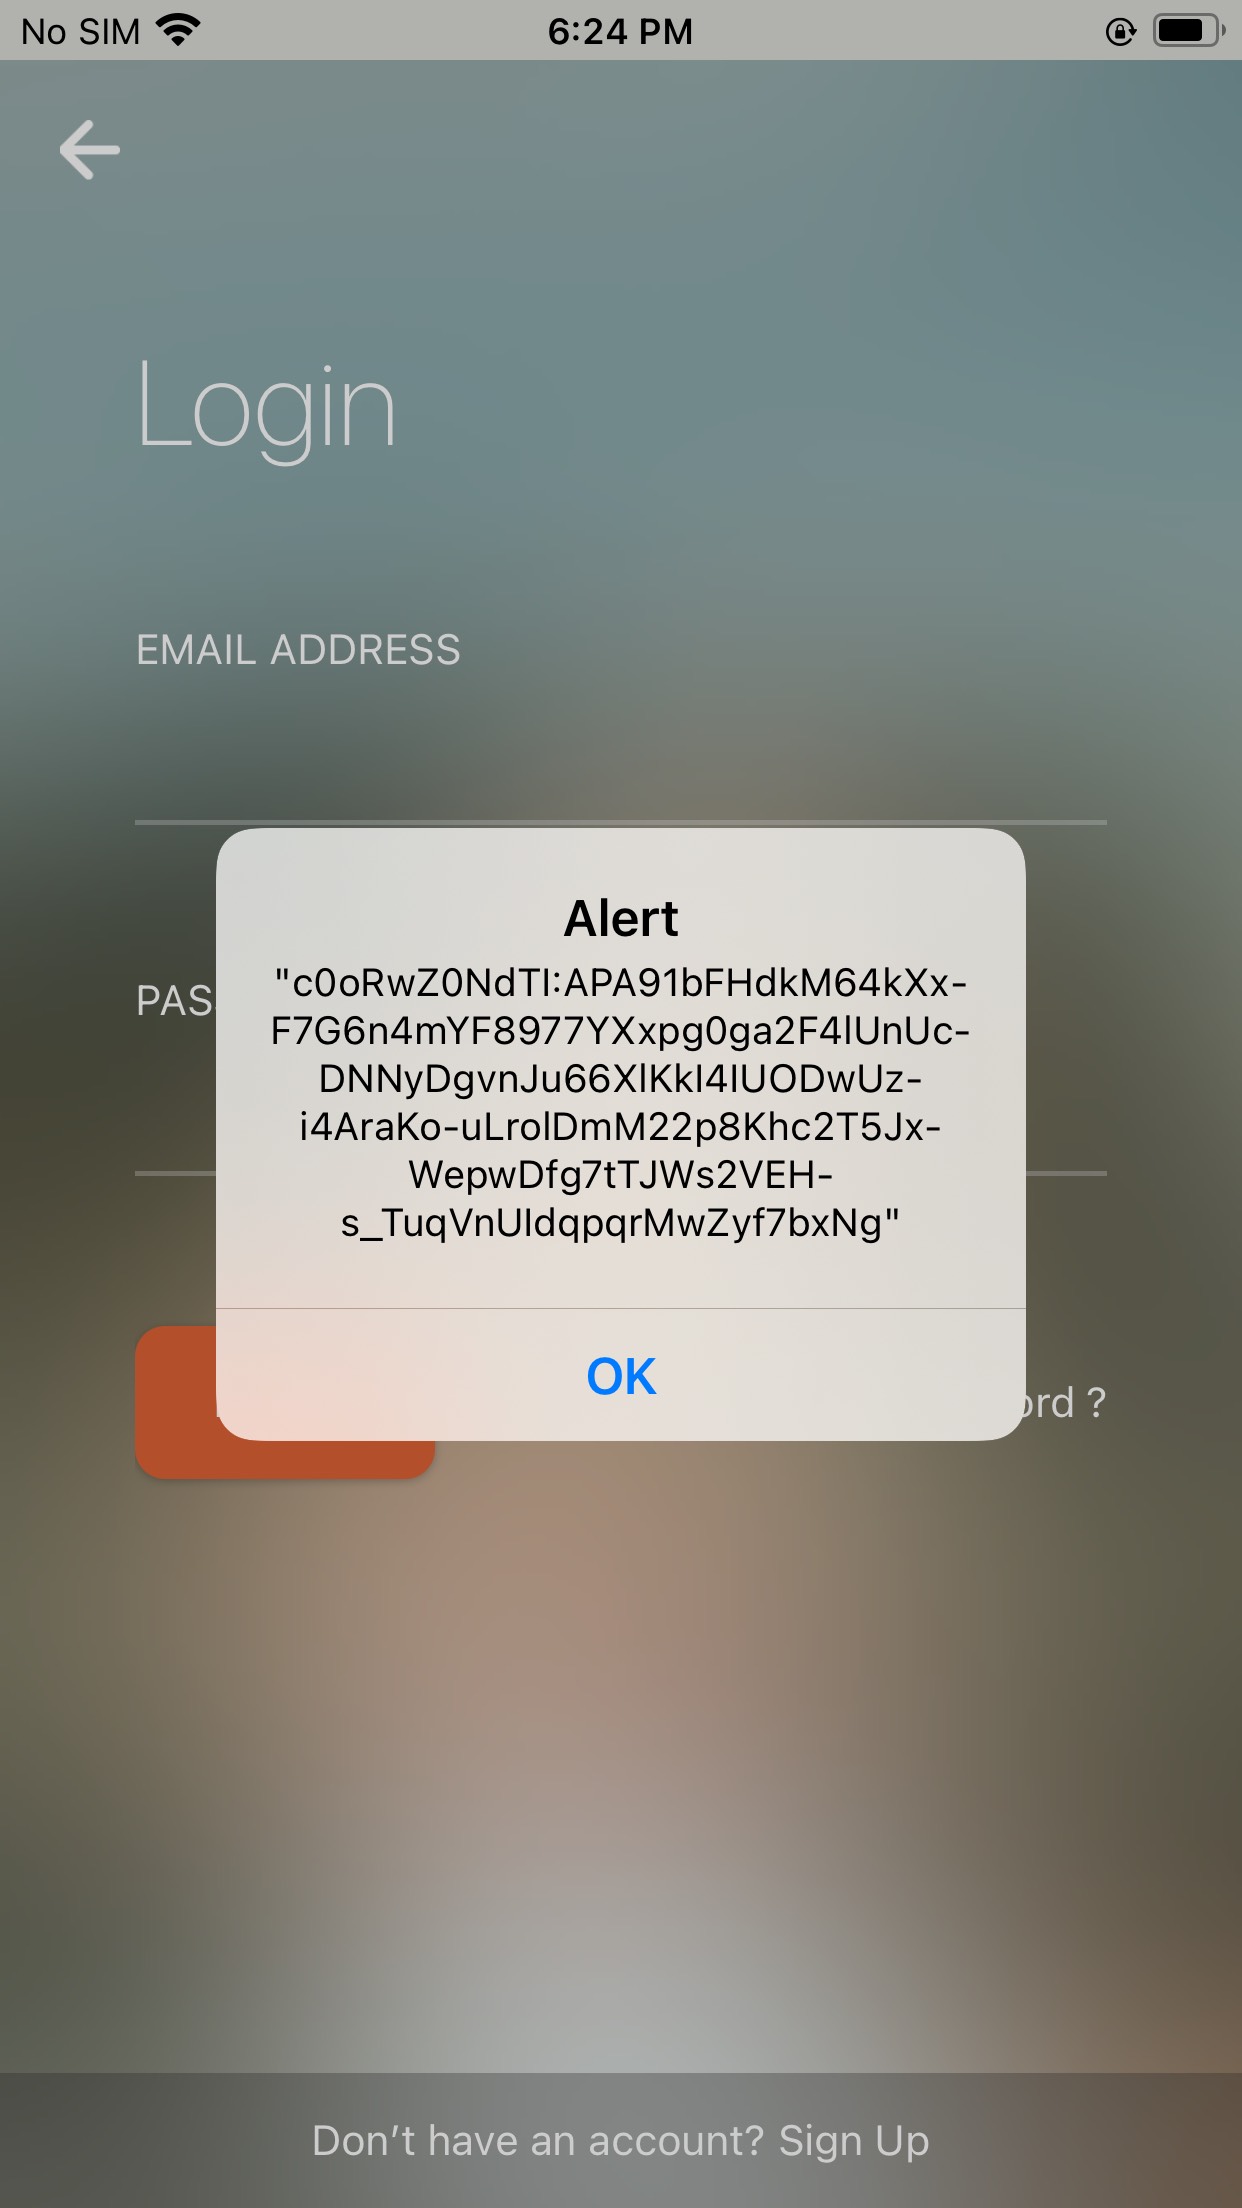 No SIM 6:24 PM
Login
EMAIL ADDRESS
PAS
Alert
"c0oRwZ0NdTI:APA91bFHdkM64kXx-
F7G6n4mYF8977YXxpg0ga2F4lUnUc-
DNNyDgvnJu66XlKkI4IUODwUz-
i4AraKo-uLrolDmM22p8Khc2T5Jx-
WepwDfg7tTJWs2VEH-
s_TuqVnUIdqpqrMwZyf7bxNg"
OK
ord ?
Don’t have an account? Sign Up